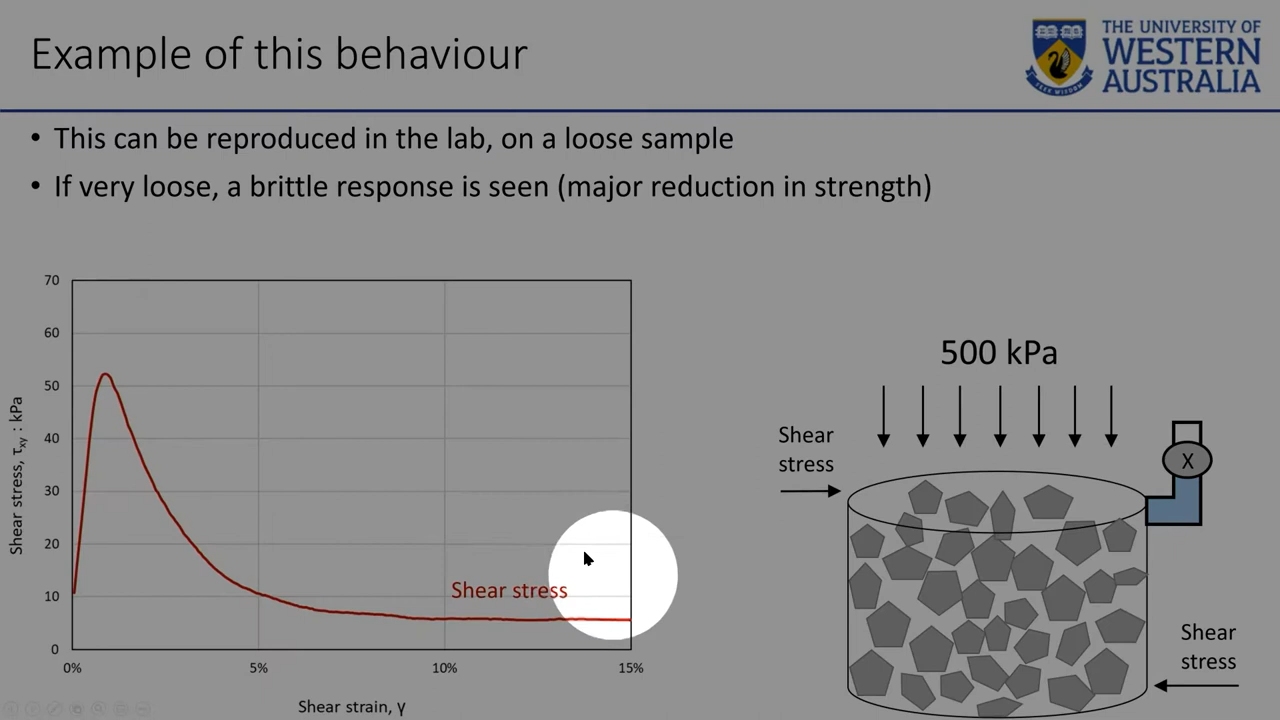 Example of this behaviour
THE UNIVERSITY OF
WESTERN
AUSTRALIA
• This can be reproduced in the lab, on a loose sample
• If very loose, a brittle response is seen (major reduction in strength)
70
60
50
40
30
20
10
0
Shear stress, τxy : kPa
Shear stress
0% 5% 10% 15%
Shear strain, γ
500 kPa
Shear
stress
X
Shear
stress